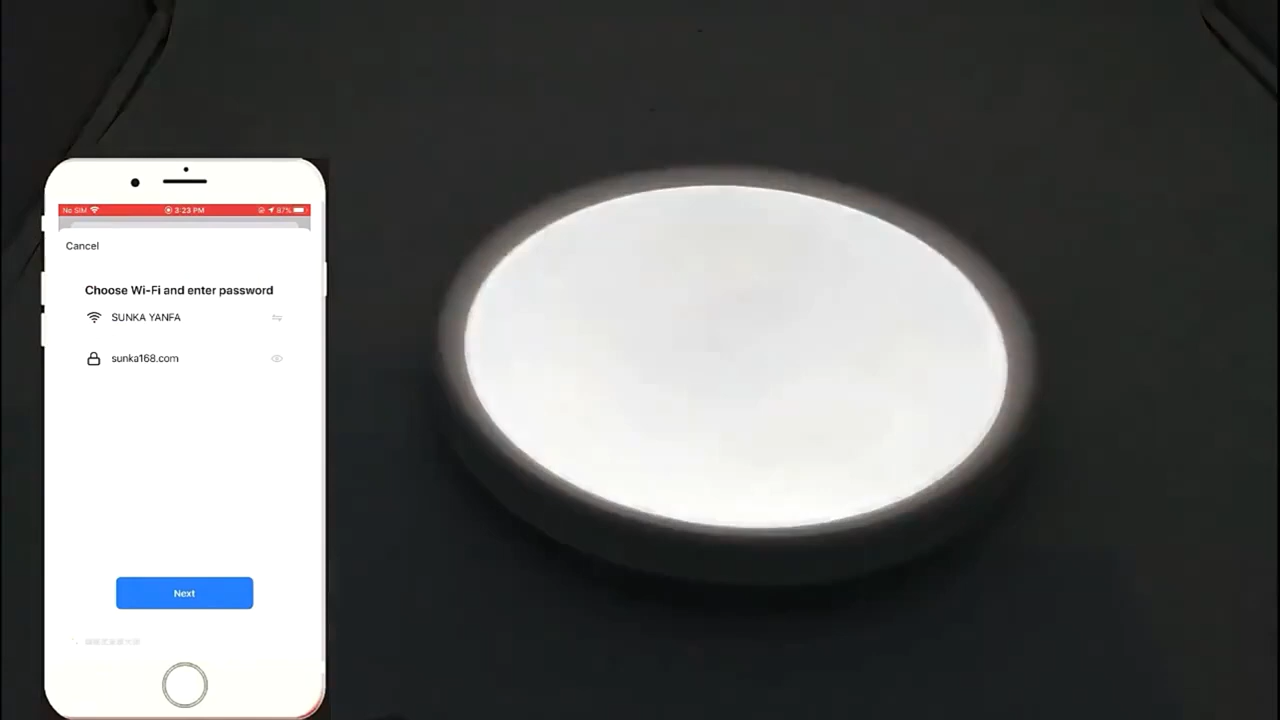 No SIM 3:23 PM 87%
Cancel
Choose Wi-Fi and enter password
SUNKA YANFA
sunka168.com
Next